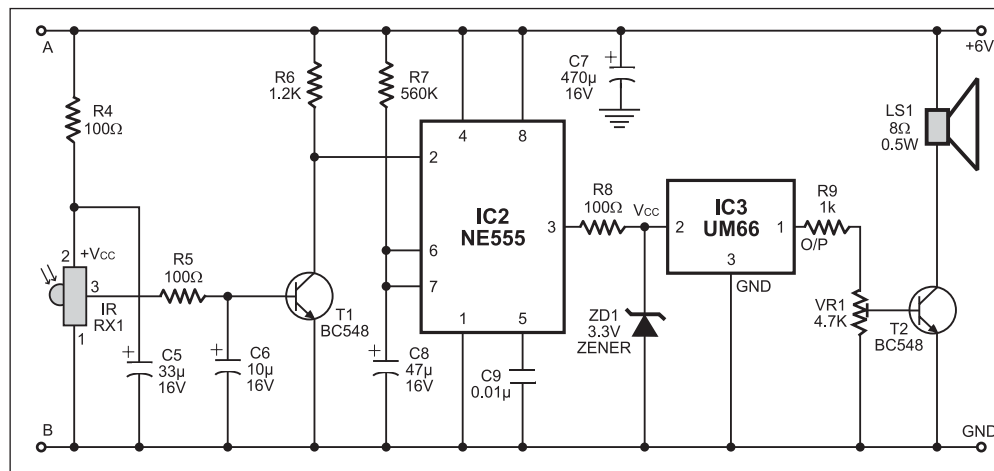 A
+6V
R4
100Ω
R6
1.2K
R7
560K
C7
470µ
16V
+
LS1
8Ω
0.5W
4
8
2
IC2
NE555
3
6
7
1
5
R8
100Ω
VCC
2
IC3
UM66
1
3
GND
R9
1k
O/P
2
+VCC
3
IR
RX1
1
R5
100Ω
T1
BC548
+
C5
33µ
16V
+
C6
10µ
16V
+
C8
47µ
16V
C9
0.01µ
ZD1
3.3V
ZENER
VR1
4.7K
T2
BC548
B
GND